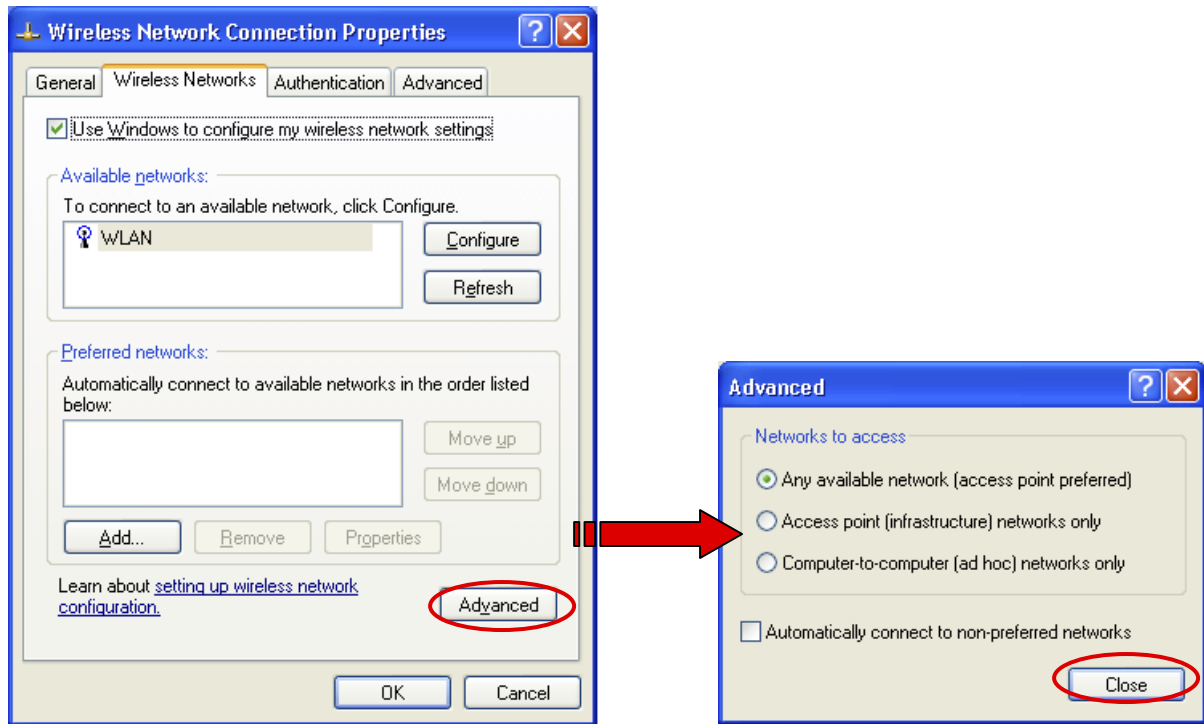 Wireless Network Connection Properties
General Wireless Networks Authentication Advanced
Use Windows to configure my wireless network settings
Available networks:
To connect to an available network, click Configure.
WLAN
Configure
Refresh
Preferred networks:
Automatically connect to available networks in the order listed
below:
Move up
Move down
Add... Remove Properties
Learn about setting up wireless network
configuration.
Advanced
OK Cancel
Advanced
Networks to access
Any available network (access point preferred)
Access point (infrastructure) networks only
Computer-to-computer (ad hoc) networks only
Automatically connect to non-preferred networks
Close